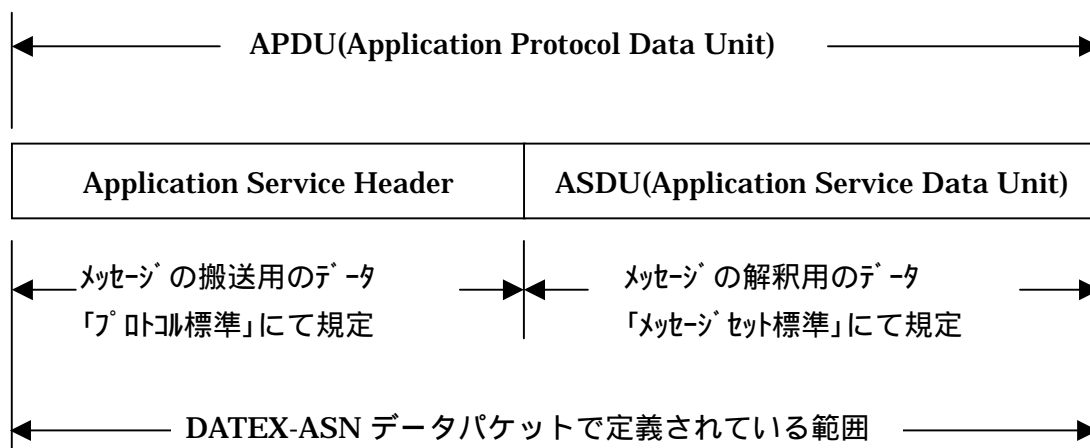 APDU(Application Protocol Data Unit)
Application Service Header
ASDU(Application Service Data Unit)
ﾒｯｾｰｼﾞの搬送用のﾃﾞｰﾀ
「ﾌﾟﾛﾄｺﾙ標準」にて規定
ﾒｯｾｰｼﾞの解釈用のﾃﾞｰﾀ
「ﾒｯｾｰｼﾞｾｯﾄ標準」にて規定
DATEX-ASN データパケットで定義されている範囲